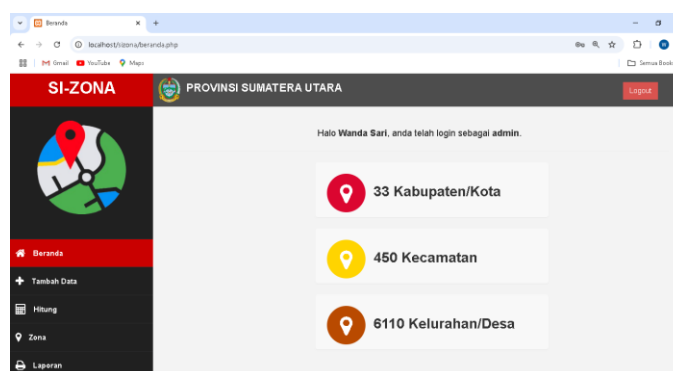 Beranda
localhost/sizona/beranda.php
Gmail
YouTube
Maps
Semua Book
SI-ZONA
PROVINSI SUMATERA UTARA
Logout
Halo Wanda Sari, anda telah login sebagai admin.
33 Kabupaten/Kota
450 Kecamatan
6110 Kelurahan/Desa
Beranda
Tambah Data
Hitung
Zona
Laporan